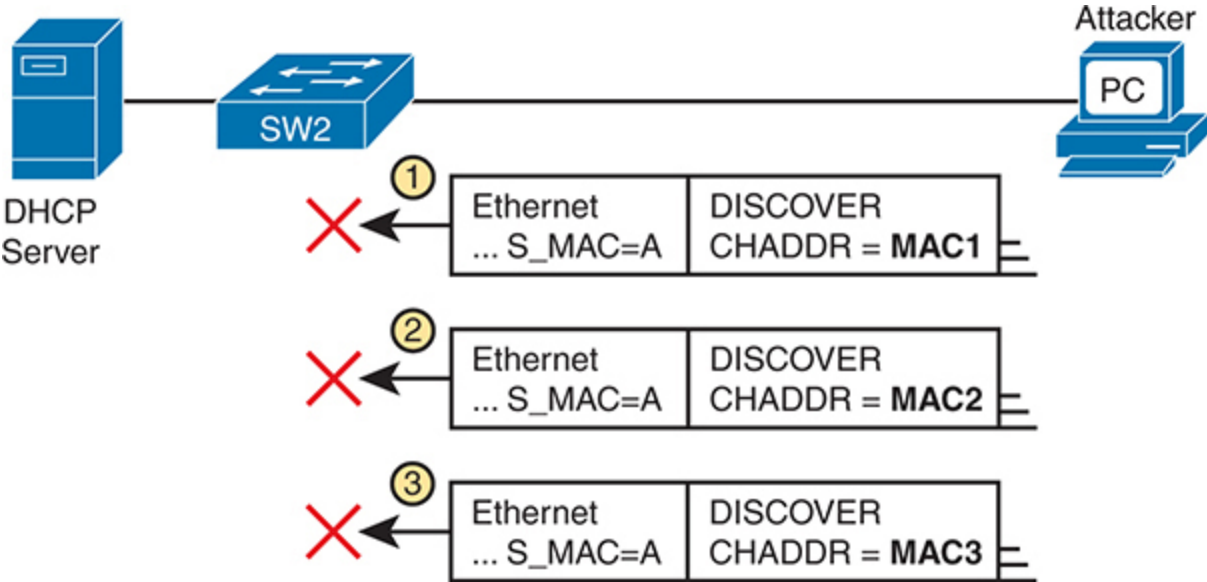 Attacker
PC
SW2
DHCP
Server
1
Ethernet
... S_MAC=A
DISCOVER
CHADDR = MAC1
2
Ethernet
... S_MAC=A
DISCOVER
CHADDR = MAC2
3
Ethernet
... S_MAC=A
DISCOVER
CHADDR = MAC3